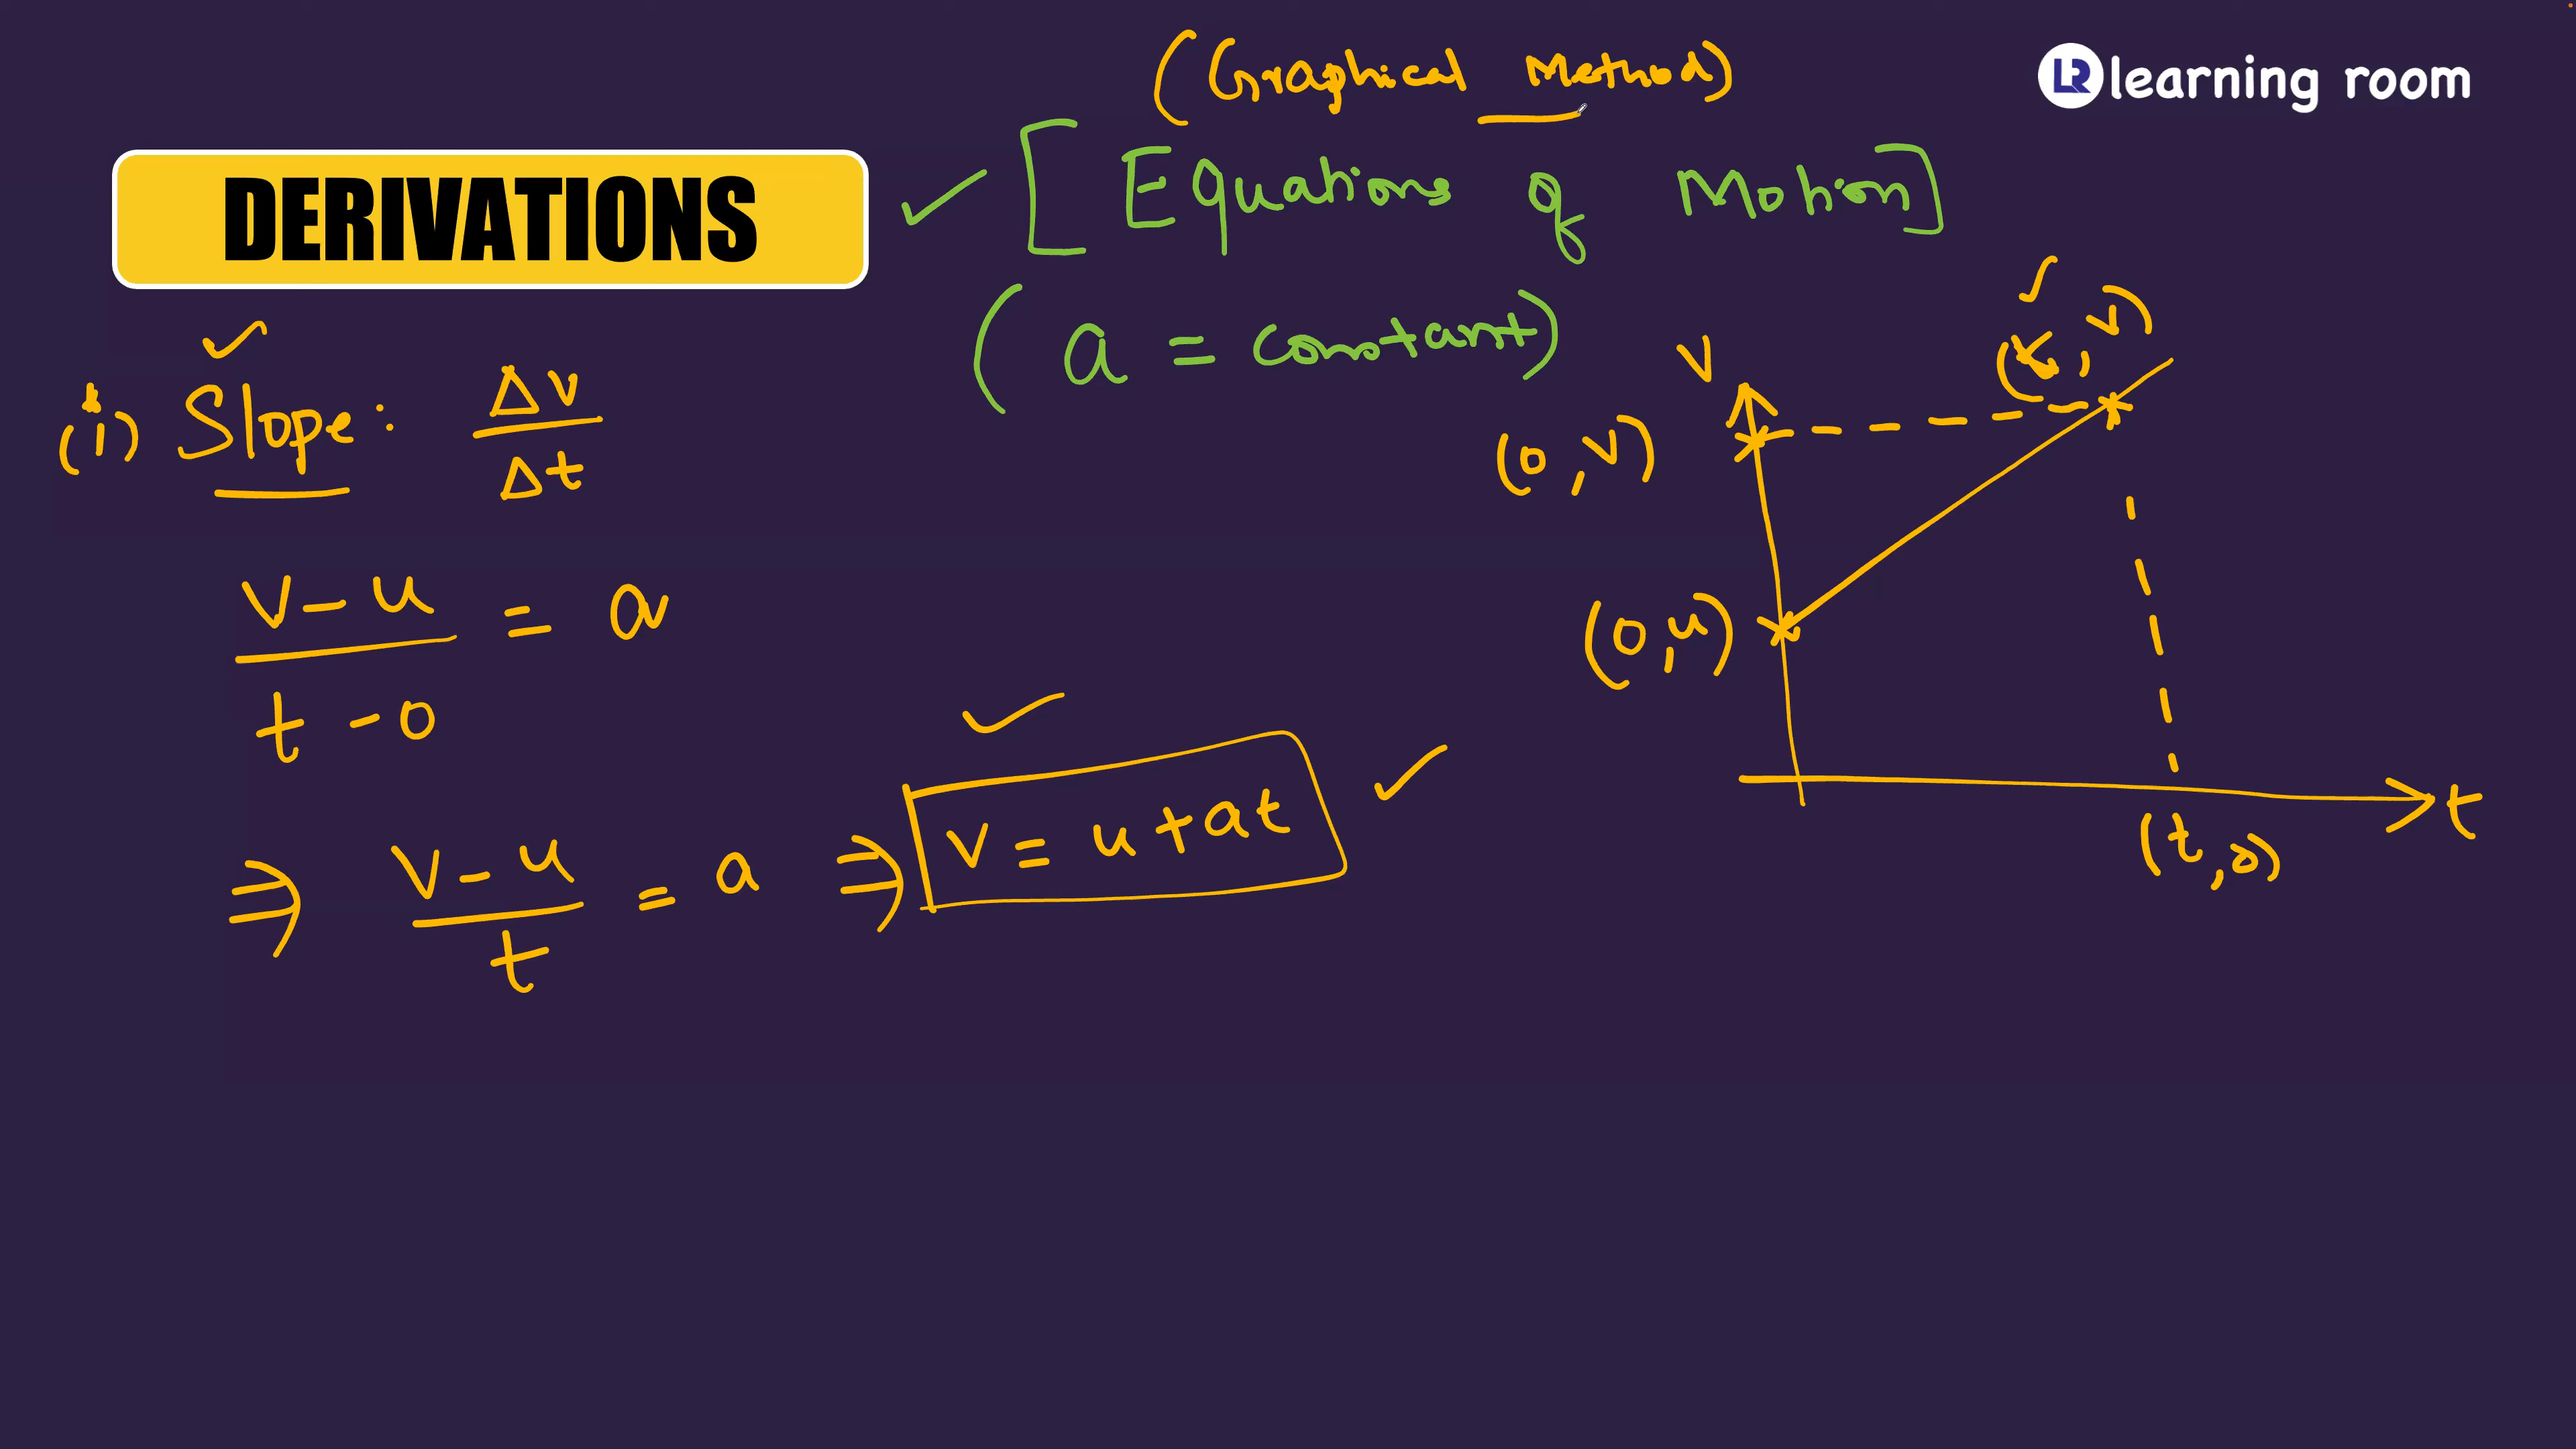 (Graphical Method)
learning room
DERIVATIONS
[Equations of Motion]
(a = constant)
(i) Slope: Δv/Δt
v
(t, v)
(0, v)
(0, u)
(v - u)/(t - 0) = a
⇒ (v - u)/t = a ⇒ v = u + at
t
(t, 0)